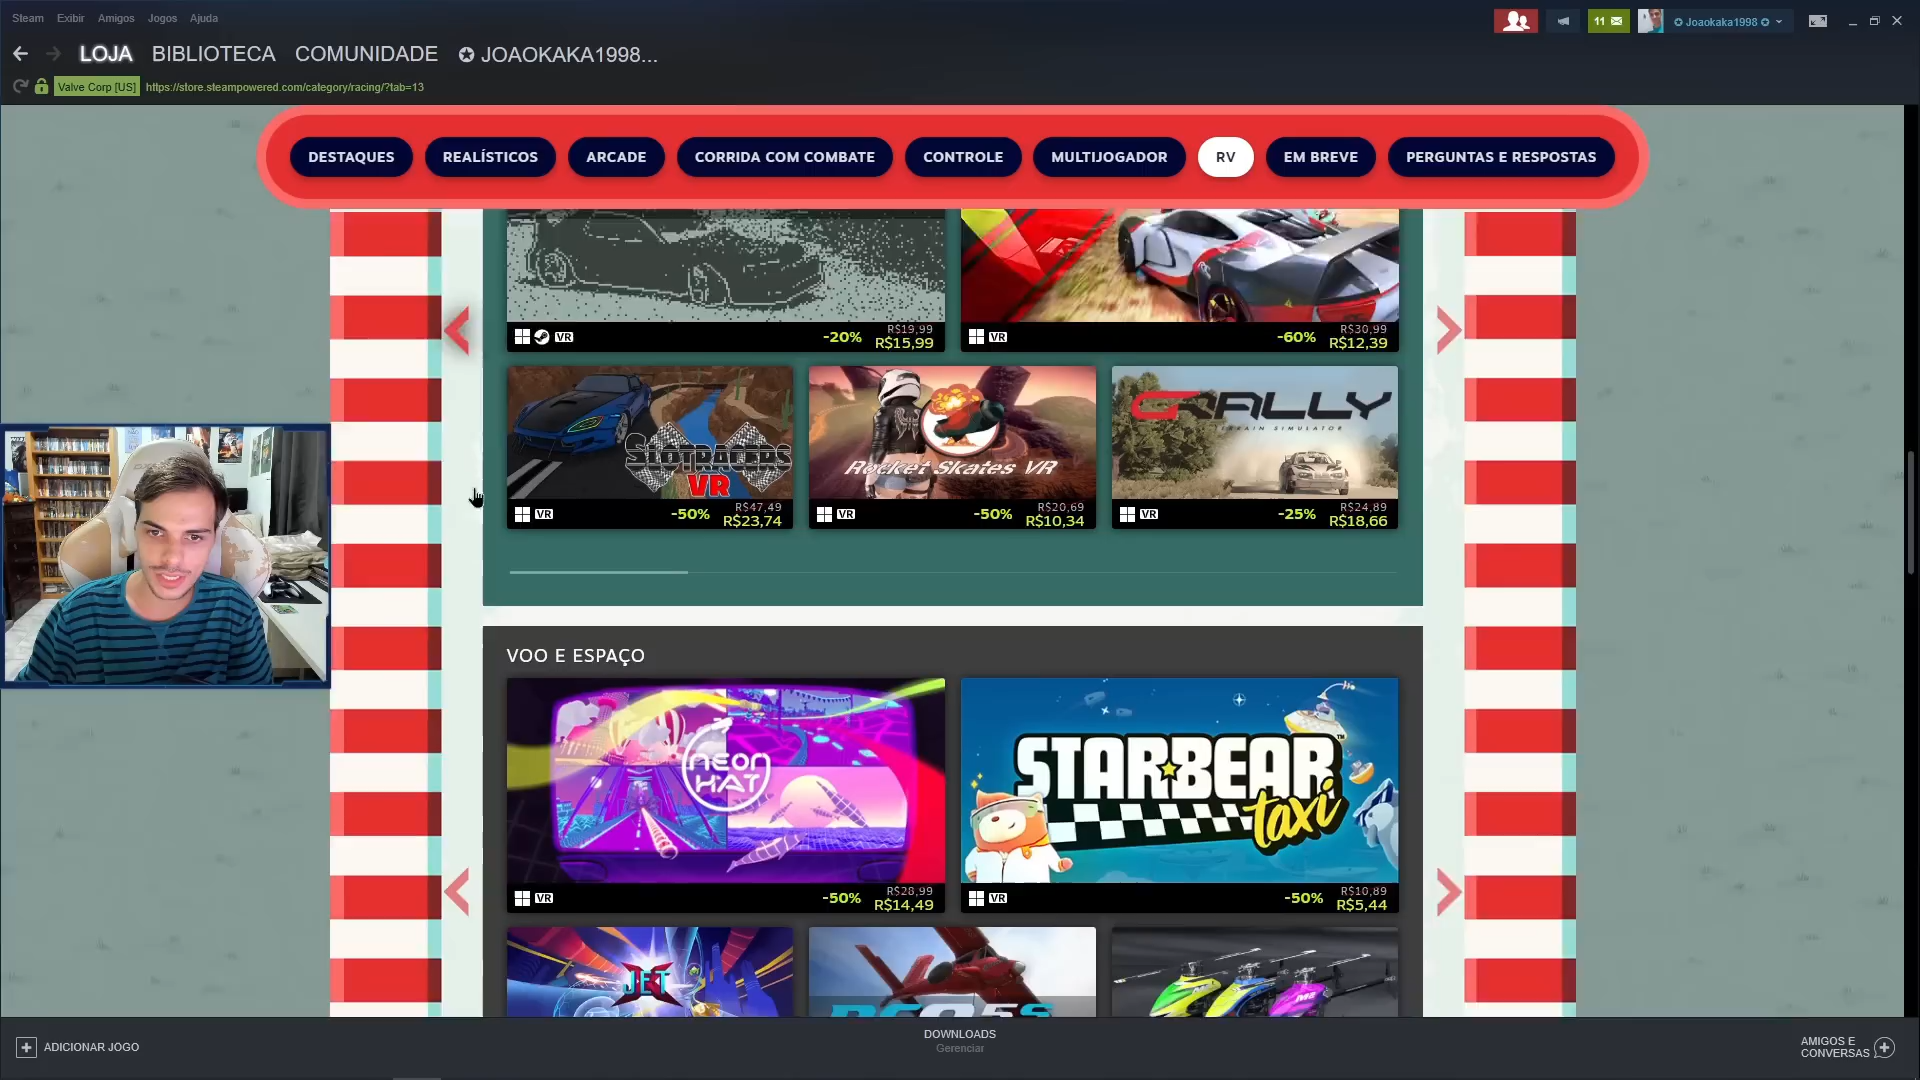 Steam Exibir Amigos Jogos Ajuda
11 Joaokaka1998
LOJA BIBLIOTECA COMUNIDADE JOAOKAKA1998...
Valve Corp [US] https://store.steampowered.com/category/racing/?tab=13
DESTAQUES REALÍSTICOS ARCADE CORRIDA COM COMBATE CONTROLE MULTIJOGADOR RV EM BREVE PERGUNTAS E RESPOSTAS
VR -20% R$19,99 R$15,99
VR -60% R$30,99 R$12,39
SLOTRACERS
VR
VR -50% R$47,49 R$23,74
Rocket Skates VR
VR -50% R$20,69 R$10,34
GRALLY
TERRAIN SIMULATOR
VR -25% R$24,89 R$18,66
VOO E ESPAÇO
NEON
HAT
VR -50% R$28,99 R$14,49
STARBEAR
taxi
VR -50% R$10,89 R$5,44
JET
X
ADICIONAR JOGO
DOWNLOADS
Gerenciar
AMIGOS E
CONVERSAS